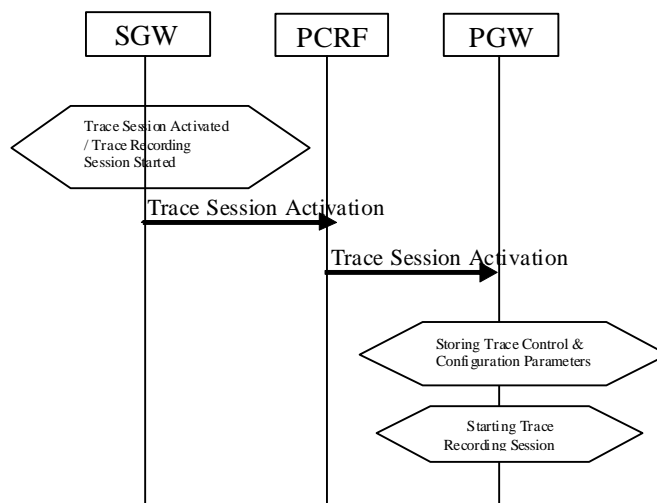 SGW
PCRF
PGW
Trace Session Activated
/ Trace Recording
Session Started
Trace Session Activation
Trace Session Activation
Storing Trace Control &
Configuration Parameters
Starting Trace
Recording Session